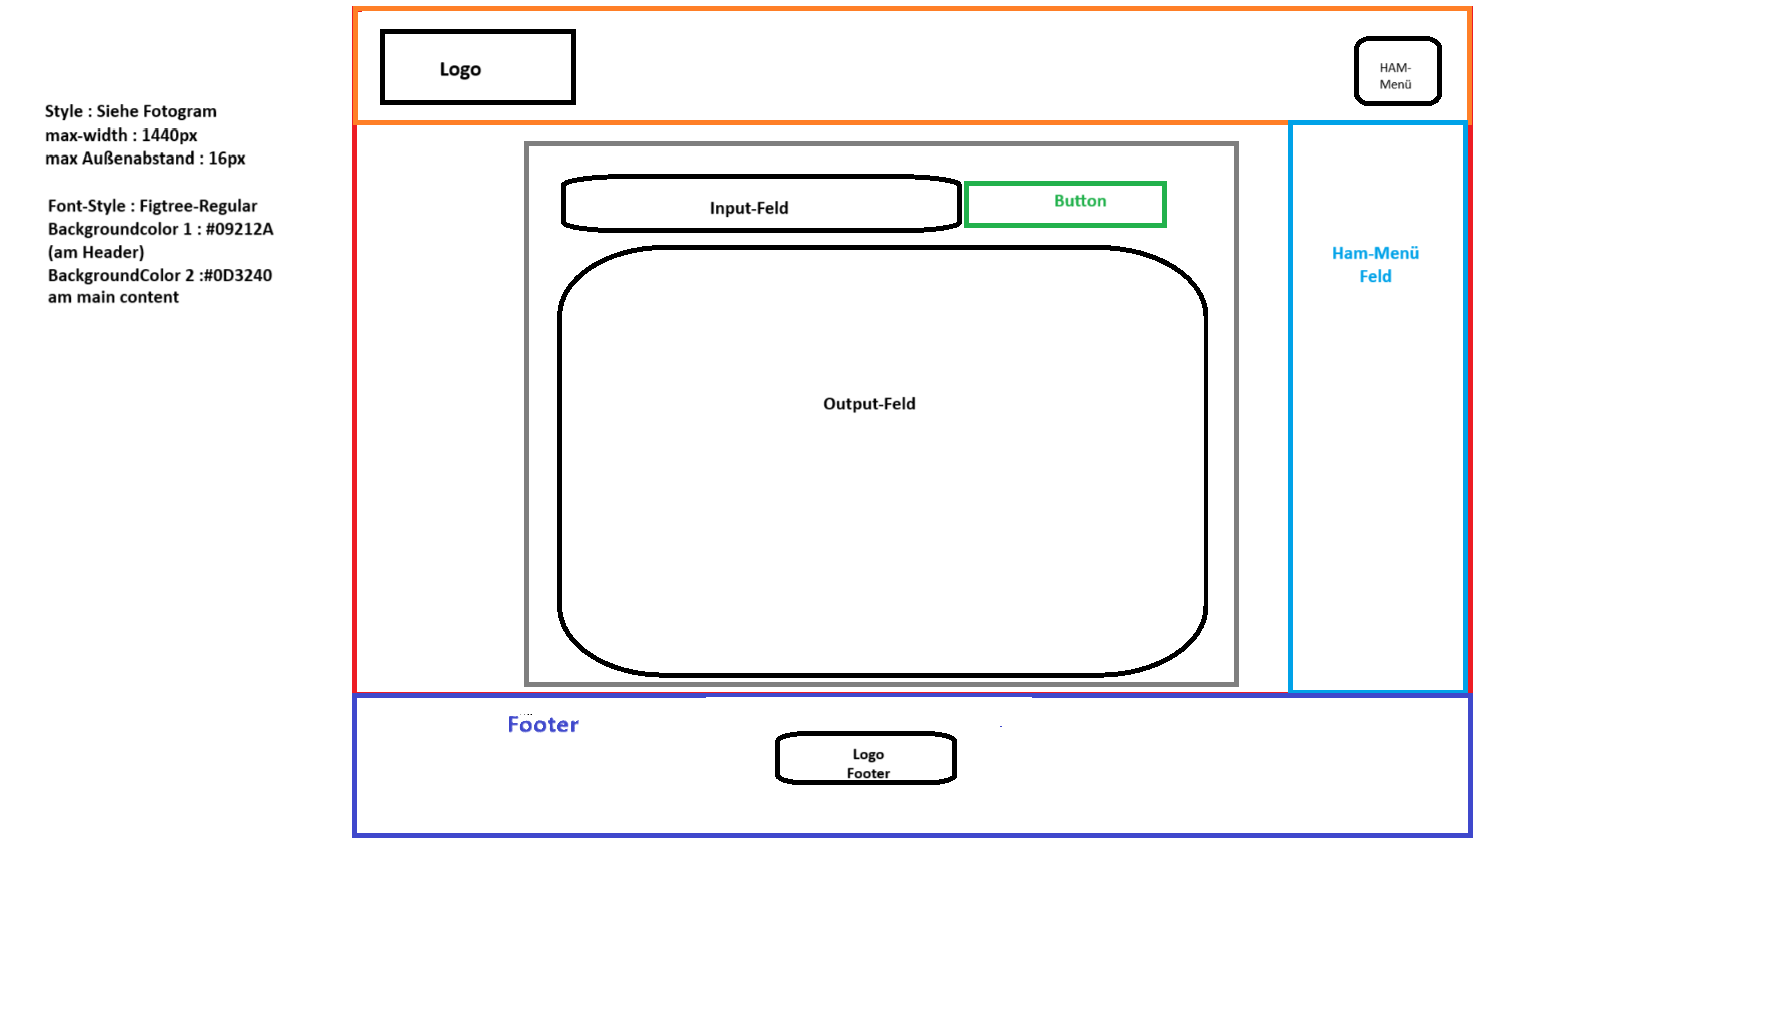 Logo
HAM-
Menü
Style : Siehe Fotogram
max-width : 1440px
max Außenabstand : 16px
Font-Style : Figtree-Regular
Backgroundcolor 1 : #09212A
(am Header)
BackgroundColor 2 :#0D3240
am main content
Input-Feld
Button
Ham-Menü
Feld
Output-Feld
Footer
Logo
Footer